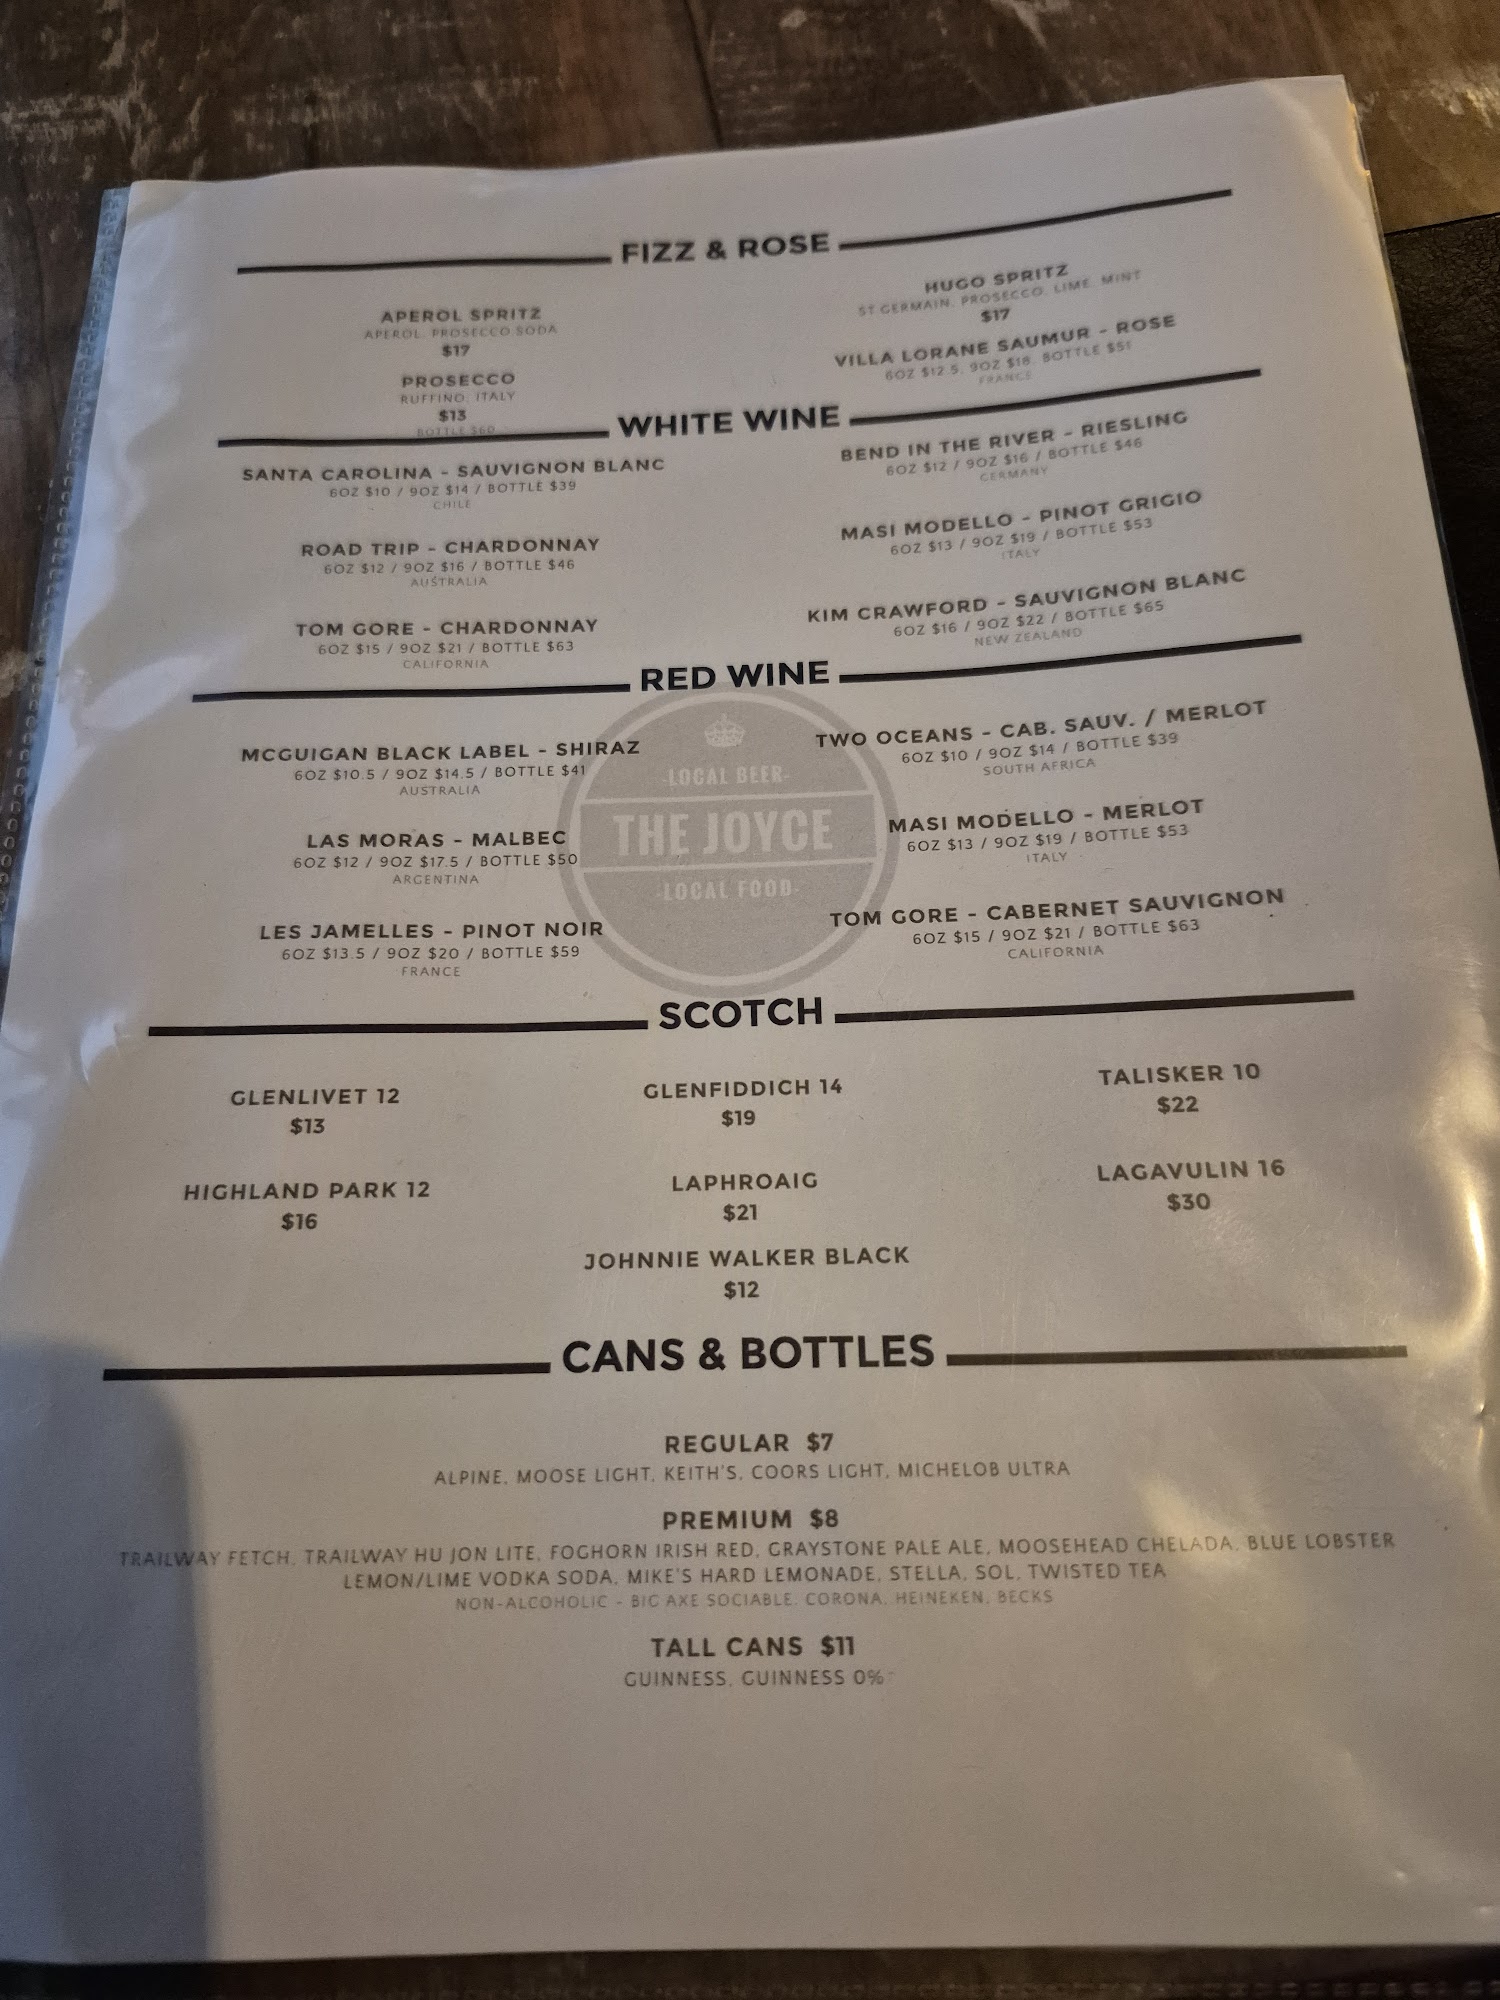 FIZZ & ROSE
APEROL SPRITZ
APEROL, PROSECCO SODA
$17
PROSECCO
RUFFINO, ITALY
$13
BOTTLE $60
HUGO SPRITZ
ST GERMAIN, PROSECCO, LIME, MINT
$17
VILLA LORANE SAUMUR - ROSE
6OZ $12.5, 9OZ $18, BOTTLE $51
FRANCE
WHITE WINE
SANTA CAROLINA - SAUVIGNON BLANC
6OZ $10 / 9OZ $14 / BOTTLE $39
CHILE
ROAD TRIP - CHARDONNAY
6OZ $12 / 9OZ $16 / BOTTLE $46
AUSTRALIA
TOM GORE - CHARDONNAY
6OZ $15 / 9OZ $21 / BOTTLE $63
CALIFORNIA
BEND IN THE RIVER - RIESLING
6OZ $12 / 9OZ $16 / BOTTLE $46
GERMANY
MASI MODELLO - PINOT GRIGIO
6OZ $13 / 9OZ $19 / BOTTLE $53
ITALY
KIM CRAWFORD - SAUVIGNON BLANC
6OZ $16 / 9OZ $22 / BOTTLE $65
NEW ZEALAND
RED WINE
MCGUIGAN BLACK LABEL - SHIRAZ
6OZ $10.5 / 9OZ $14.5 / BOTTLE $41
AUSTRALIA
LAS MORAS - MALBEC
6OZ $12 / 9OZ $17.5 / BOTTLE $50
ARGENTINA
LES JAMELLES - PINOT NOIR
6OZ $13.5 / 9OZ $20 / BOTTLE $59
FRANCE
-LOCAL BEER-
THE JOYCE
-LOCAL FOOD-
TWO OCEANS - CAB. SAUV. / MERLOT
6OZ $10 / 9OZ $14 / BOTTLE $39
SOUTH AFRICA
MASI MODELLO - MERLOT
6OZ $13 / 9OZ $19 / BOTTLE $53
ITALY
TOM GORE - CABERNET SAUVIGNON
6OZ $15 / 9OZ $21 / BOTTLE $63
CALIFORNIA
SCOTCH
GLENLIVET 12
$13
GLENFIDDICH 14
$19
TALISKER 10
$22
HIGHLAND PARK 12
$16
LAPHROAIG
$21
LAGAVULIN 16
$30
JOHNNIE WALKER BLACK
$12
CANS & BOTTLES
REGULAR $7
ALPINE, MOOSE LIGHT, KEITH'S, COORS LIGHT, MICHELOB ULTRA
PREMIUM $8
TRAILWAY FETCH, TRAILWAY HU JON LITE, FOGHORN IRISH RED, GRAYSTONE PALE ALE, MOOSEHEAD CHELADA, BLUE LOBSTER
LEMON/LIME VODKA SODA, MIKE'S HARD LEMONADE, STELLA, SOL, TWISTED TEA
NON-ALCOHOLIC - BIG AXE SOCIABLE, CORONA, HEINEKEN, BECKS
TALL CANS $11
GUINNESS, GUINNESS 0%